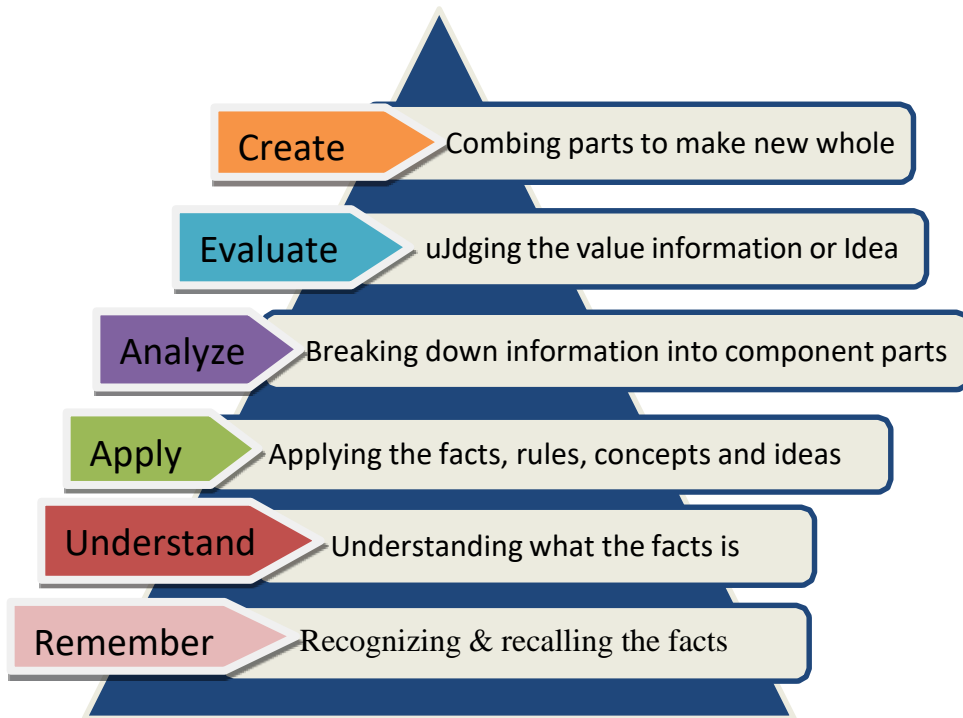 Create
Combing parts to make new whole
Evaluate
uJdging the value information or Idea
Analyze
Breaking down information into component parts
Apply
Applying the facts, rules, concepts and ideas
Understand
Understanding what the facts is
Remember
Recognizing & recalling the facts